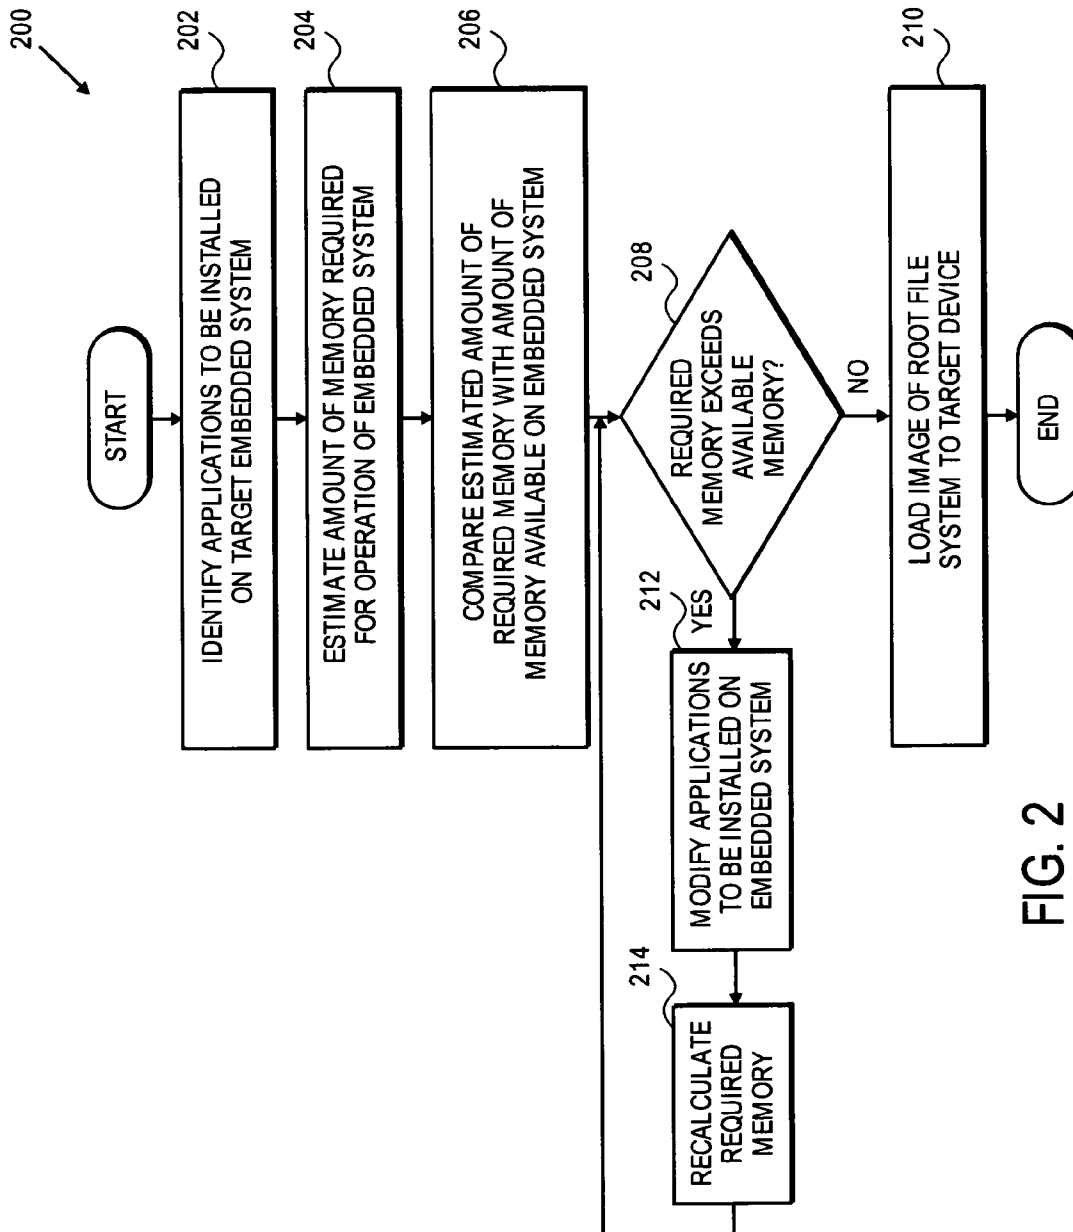 200
START
202
IDENTIFY APPLICATIONS TO BE INSTALLED
ON TARGET EMBEDDED SYSTEM
204
ESTIMATE AMOUNT OF MEMORY REQUIRED
FOR OPERATION OF EMBEDDED SYSTEM
206
COMPARE ESTIMATED AMOUNT OF
REQUIRED MEMORY WITH AMOUNT OF
MEMORY AVAILABLE ON EMBEDDED SYSTEM
208
REQUIRED
MEMORY EXCEEDS
AVAILABLE
MEMORY?
YES
212
MODIFY APPLICATIONS
TO BE INSTALLED ON
EMBEDDED SYSTEM
214
RECALCULATE
REQUIRED
MEMORY
NO
210
LOAD IMAGE OF ROOT FILE
SYSTEM TO TARGET DEVICE
END
FIG. 2